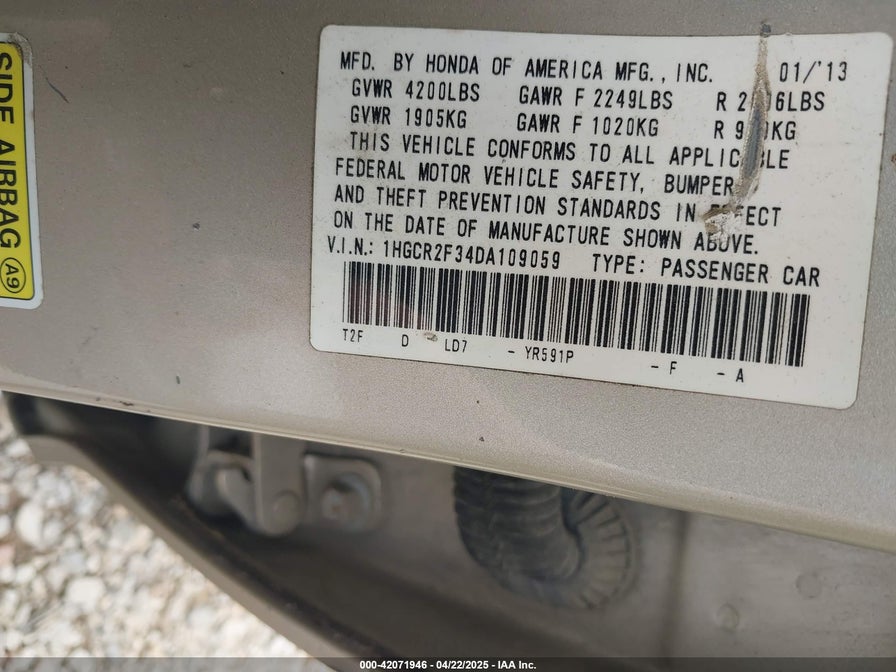 SIDE AIRBAG A9
MFD. BY HONDA OF AMERICA MFG., INC. 01/'13
GVWR 4200LBS GAWR F 2249LBS R
GVWR 1905KG GAWR F 1020KG R
THIS VEHICLE CONFORMS TO ALL
FEDERAL MOTOR VEHICLE SAFETY, BUMPER
AND THEFT PREVENTION STANDARDS IN
ON THE DATE OF MANUFACTURE SHOWN ABOVE.
V.I.N.: 1HGCR2F34DA109059 TYPE: PASSENGER CAR
T2F D LD7 - YR591P - F - A
000-42071946 - 04/22/2025 - IAA Inc.